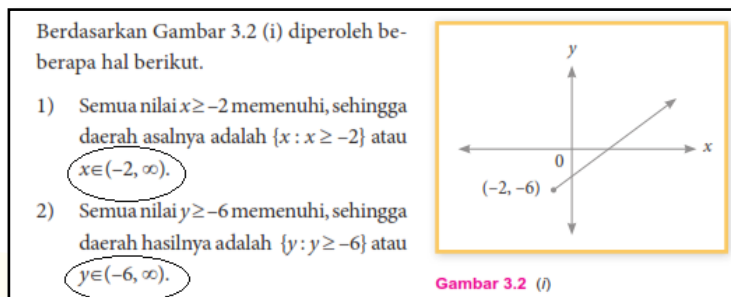 Berdasarkan Gambar 3.2 (i) diperoleh be-
berapa hal berikut.
1) Semua nilai x ≥ –2 memenuhi, sehingga
daerah asalnya adalah {x : x ≥ –2} atau
x∈(–2, ∞).
2) Semua nilai y ≥ –6 memenuhi, sehingga
daerah hasilnya adalah {y : y ≥ –6} atau
y∈(–6, ∞).
y
x
0
(–2, –6)
Gambar 3.2 (i)